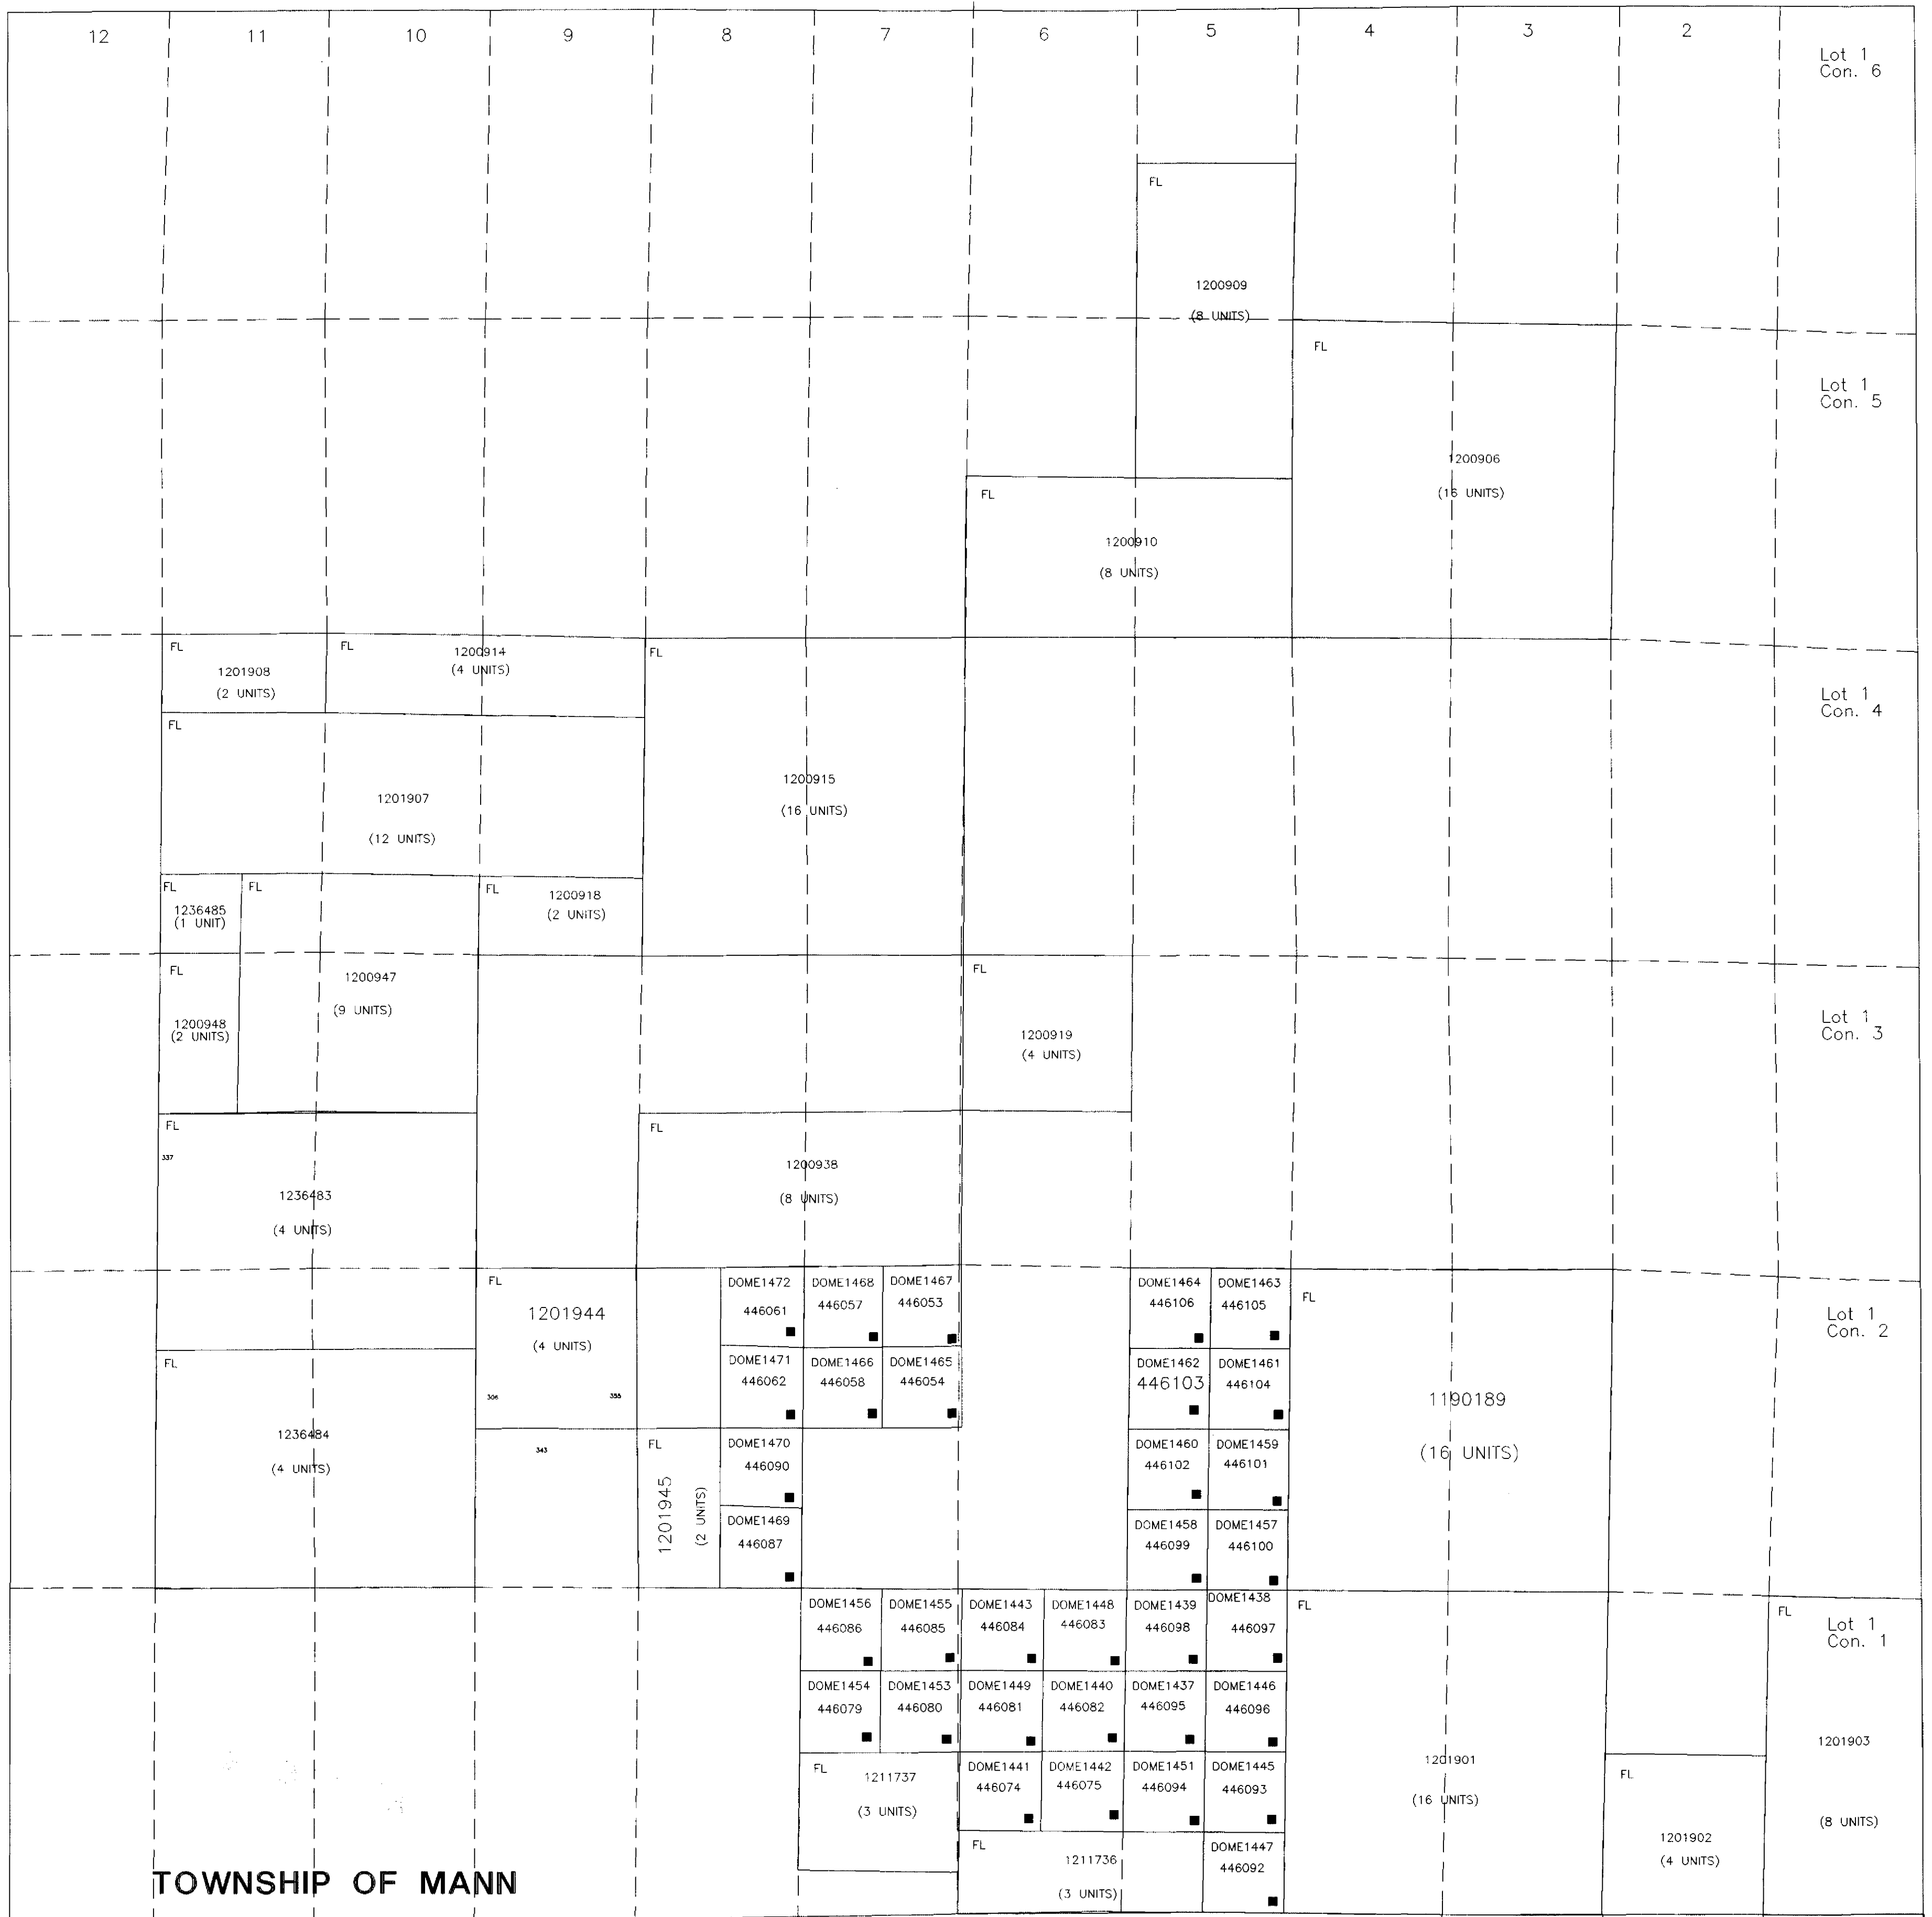 12 11 10 9 8 7 6 5 4 3 2
Lot 1
Con. 6
FL
1200909
(8 UNITS)
FL
1200906
(16 UNITS)
Lot 1
Con. 5
FL
1200910
(8 UNITS)
FL
1201908
(2 UNITS)
FL
1200914
(4 UNITS)
FL
1200915
(16 UNITS)
Lot 1
Con. 4
FL
1201907
(12 UNITS)
FL
1236485
(1 UNIT)
FL
1200947
(9 UNITS)
FL
1200918
(2 UNITS)
FL
1200948
(2 UNITS)
FL
1200919
(4 UNITS)
Lot 1
Con. 3
FL
337
1236483
(4 UNITS)
FL
1200938
(8 UNITS)
FL
1201944
(4 UNITS)
306
355
343
DOME1472
446061
DOME1468
446057
DOME1467
446053
DOME1464
446106
DOME1463
446105
FL
1190189
(16 UNITS)
Lot 1
Con. 2
DOME1471
446062
DOME1466
446058
DOME1465
446054
DOME1462
446103
DOME1461
446104
FL
1236484
(4 UNITS)
FL
1201945
(2 UNITS)
DOME1470
446090
DOME1460
446102
DOME1459
446101
DOME1469
446087
DOME1458
446099
DOME1457
446100
DOME1456
446086
DOME1455
446085
DOME1443
446084
DOME1448
446083
DOME1439
446098
DOME1438
446097
FL
1201901
(16 UNITS)
FL
Lot 1
Con. 1
1201903
(8 UNITS)
DOME1454
446079
DOME1453
446080
DOME1449
446081
DOME1440
446082
DOME1437
446095
DOME1446
446096
FL
1211737
(3 UNITS)
DOME1441
446074
DOME1442
446075
DOME1451
446094
DOME1445
446093
FL
1201902
(4 UNITS)
FL
1211736
(3 UNITS)
DOME1447
446092
TOWNSHIP OF MANN